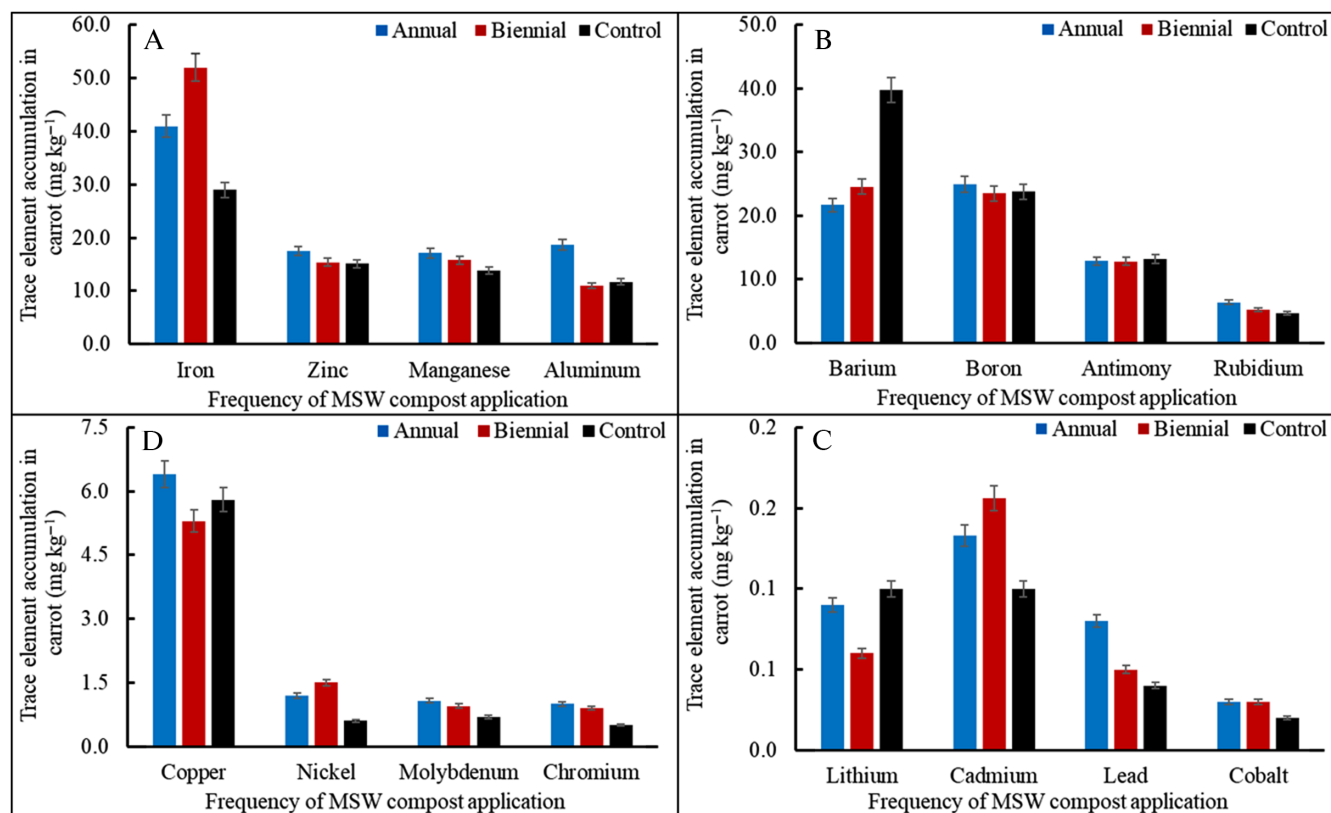 A
Annual Biennial Control
Trace element accumulation in
carrot (mg kg⁻¹)
60.0
50.0
40.0
30.0
20.0
10.0
0.0
Iron Zinc Manganese Aluminum
Frequency of MSW compost application
B
Annual Biennial Control
Trace element accumulation in
carrot (mg kg⁻¹)
50.0
40.0
30.0
20.0
10.0
0.0
Barium Boron Antimony Rubidium
Frequency of MSW compost application
D
Annual Biennial Control
Trace element accumulation in
carrot (mg kg⁻¹)
7.5
6.0
4.5
3.0
1.5
0.0
Copper Nickel Molybdenum Chromium
Frequency of MSW compost application
C
Annual Biennial Control
Trace element accumulation in
carrot (mg kg⁻¹)
0.2
0.2
0.1
0.1
0.0
Lithium Cadmium Lead Cobalt
Frequency of MSW compost application